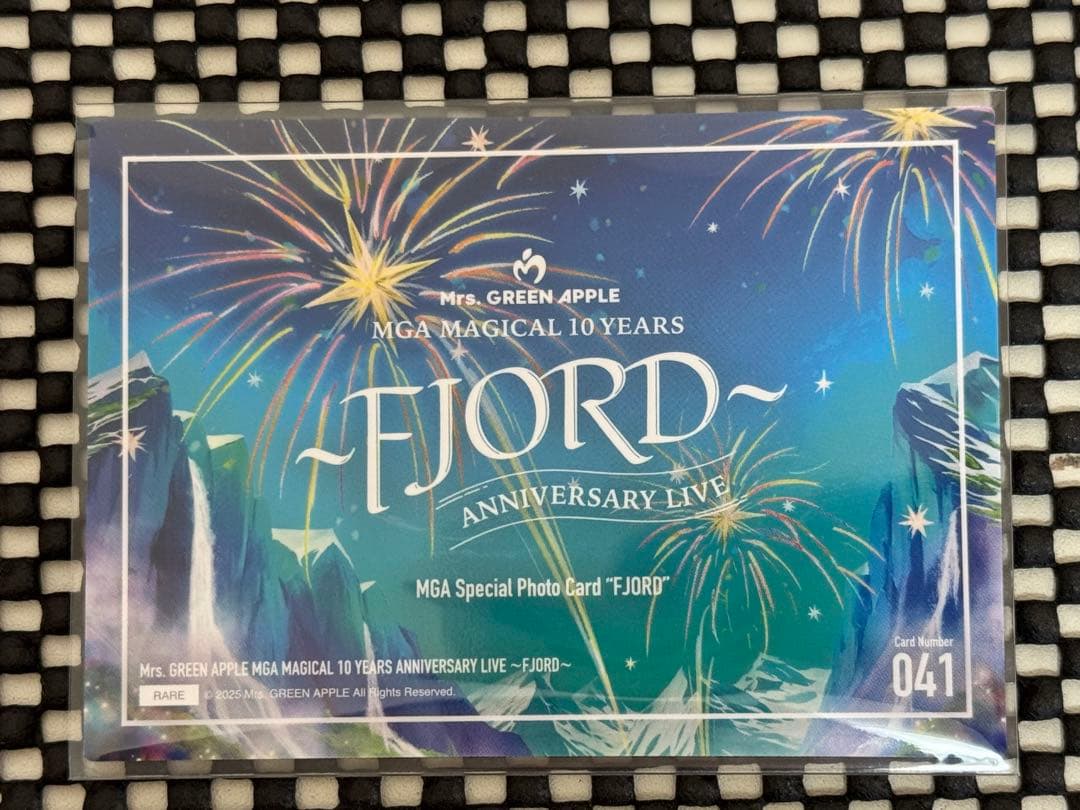 Mrs. GREEN APPLE
MGA MAGICAL 10 YEARS
~FJORD~
ANNIVERSARY LIVE
MGA Special Photo Card “FJORD”
Card Number
041
Mrs. GREEN APPLE MGA MAGICAL 10 YEARS ANNIVERSARY LIVE ~FJORD~
RARE © 2025 Mrs. GREEN APPLE All Rights Reserved.